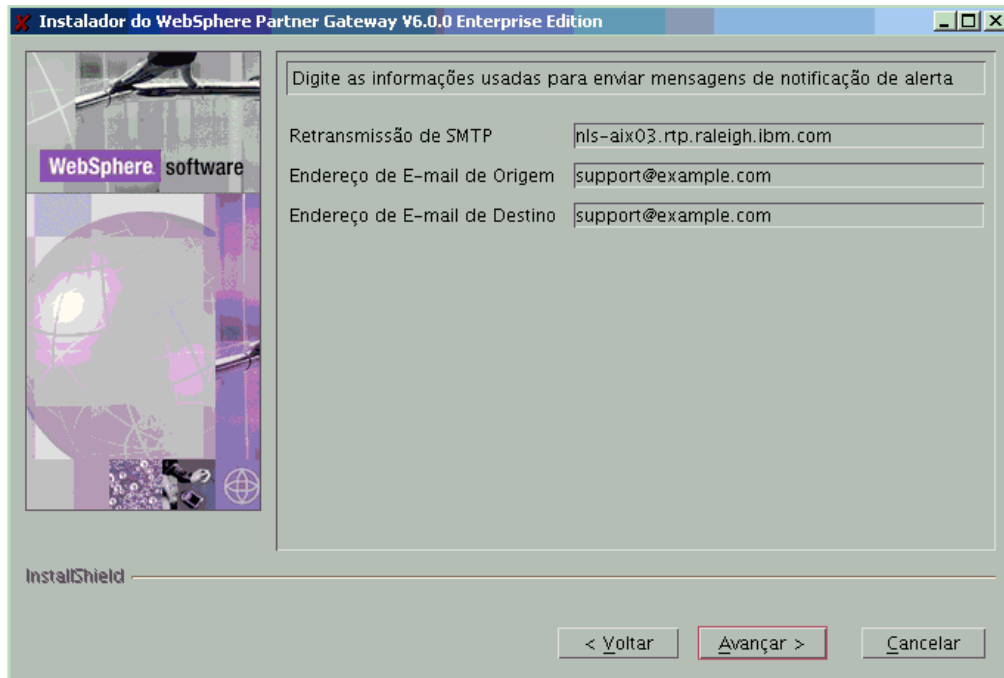 Instalador do WebSphere Partner Gateway V6.0.0 Enterprise Edition
WebSphere software
Digite as informações usadas para enviar mensagens de notificação de alerta
Retransmissão de SMTP nls-aix03.rtp.raleigh.ibm.com
Endereço de E-mail de Origem support@example.com
Endereço de E-mail de Destino support@example.com
InstallShield
< Voltar Avançar > Cancelar